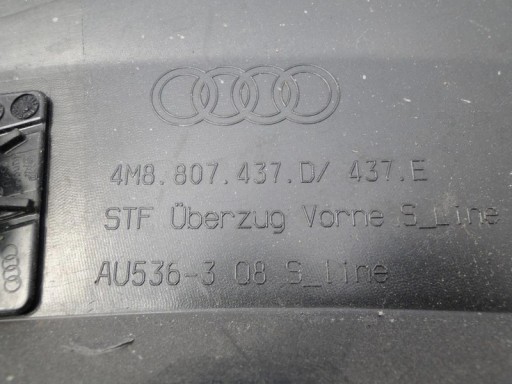 4M8.807.437.D/ 437.E
STF Überzug Vorne S_Line
AU536-3 08 S_line